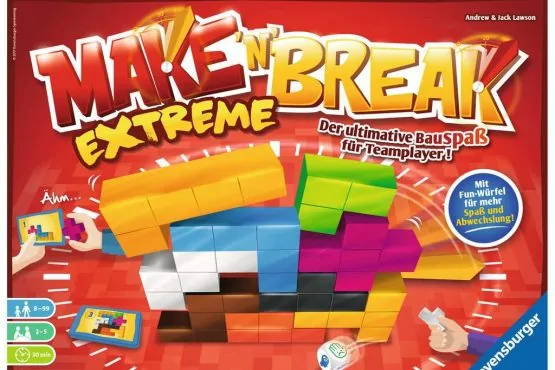 Andrew & Jack Lawson
MAKE 'N' BREAK
EXTREME
Der ultimative Bauspaß
für Teamplayer!
Ähm...
Mit
Fun-Würfel
für mehr
Spaß und
Abwechslung!
8-99
2-5
30 min
Ravensburger